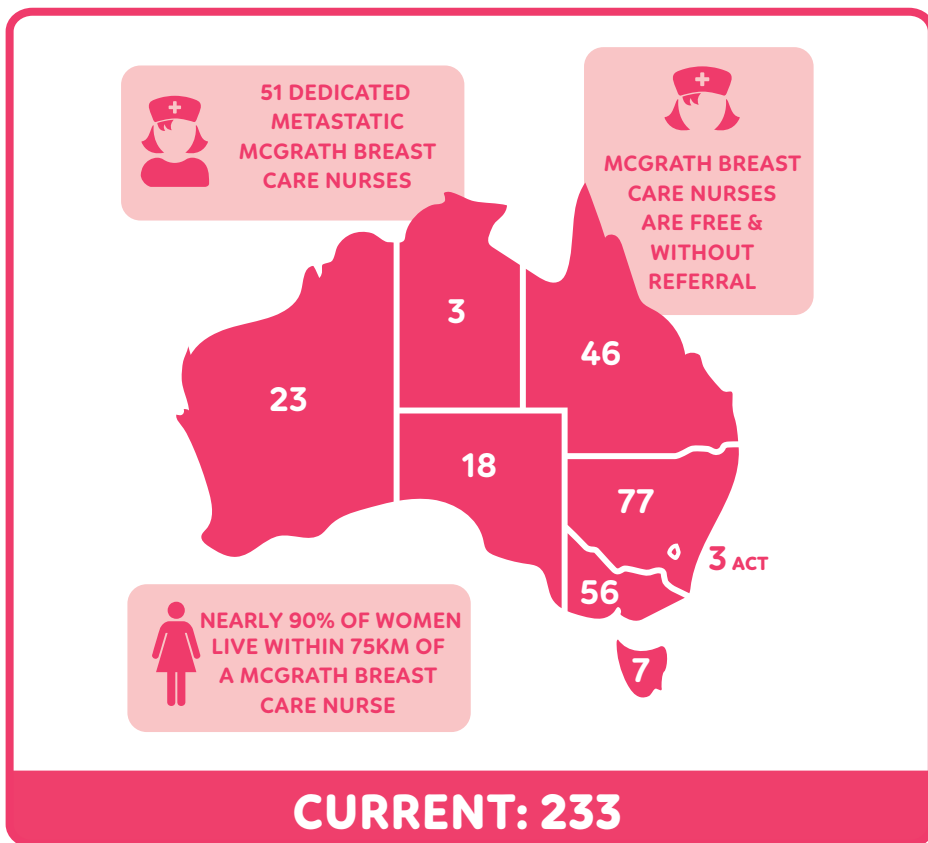 51 DEDICATED
METASTATIC
MCGRATH BREAST
CARE NURSES
MCGRATH BREAST
CARE NURSES
ARE FREE &
WITHOUT
REFERRAL
3
46
23
18
77
3 ACT
56
7
NEARLY 90% OF WOMEN
LIVE WITHIN 75KM OF
A MCGRATH BREAST
CARE NURSE
CURRENT: 233